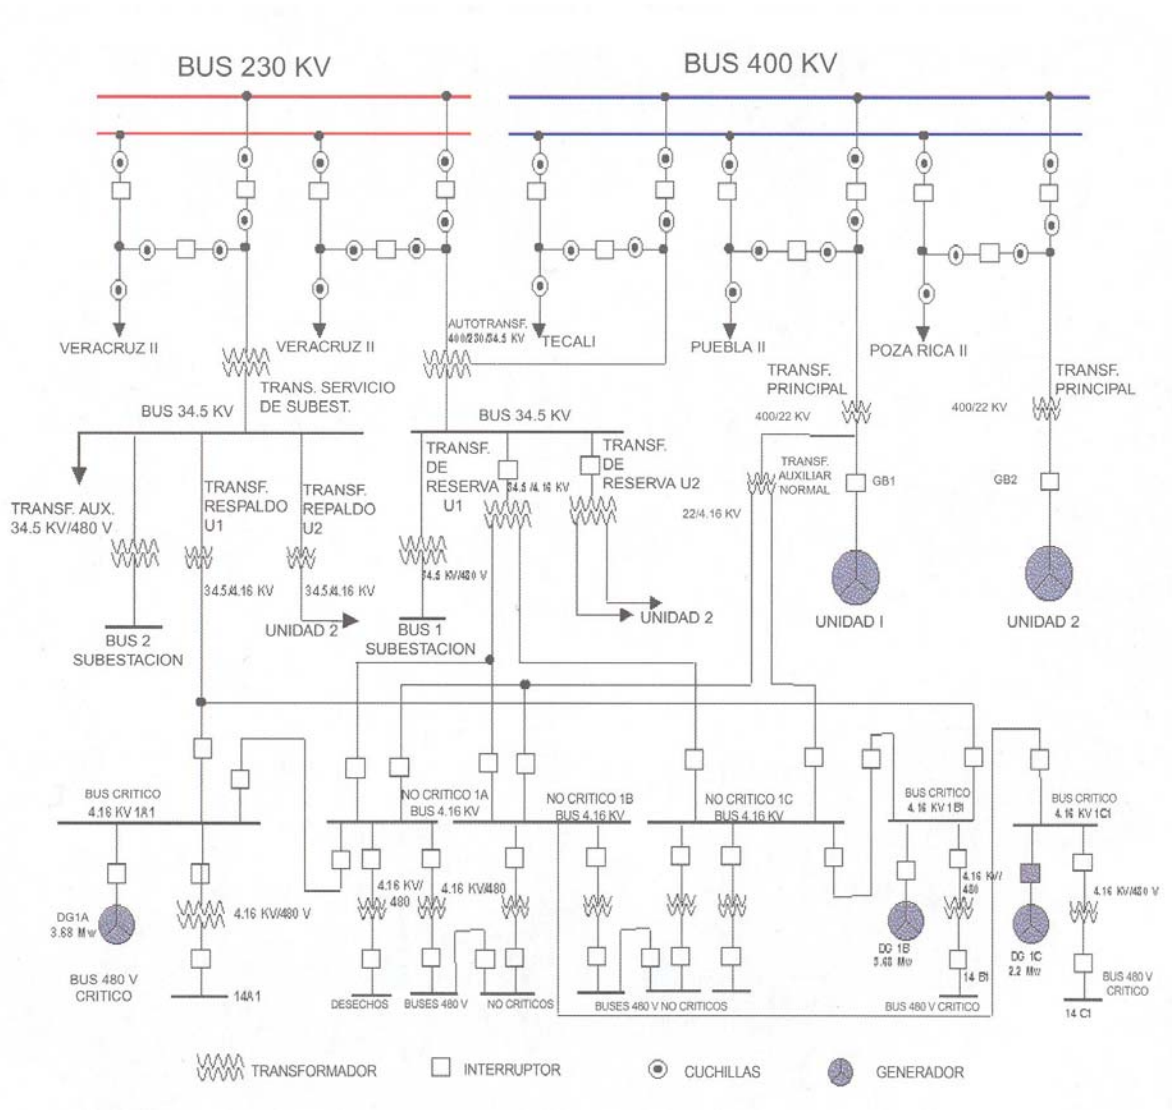 BUS 230 KV
BUS 400 KV
VERACRUZ II
VERACRUZ II
AUTOTRANSF.
400/230/34.5 KV
TECALI
PUEBLA II
POZA RICA II
TRANS. SERVICIO
DE SUBEST.
TRANSF.
PRINCIPAL
TRANSF.
PRINCIPAL
BUS 34.5 KV
BUS 34.5 KV
400/22 KV
400/22 KV
TRANSF. AUX.
34.5 KV/480 V
TRANSF.
RESPALDO
U1
TRANSF.
REPALDO
U2
TRANSF.
DE
RESERVA
U1
34.5 /4.16 KV
TRANSF.
DE
RESERVA U2
TRANSF.
AUXILIAR
NORMAL
22/4.16 KV
GB1
GB2
34.5/4.16 KV
34.5/4.16 KV
34.5 KV/480 V
UNIDAD 2
UNIDAD 2
UNIDAD I
UNIDAD 2
BUS 2
SUBESTACION
BUS 1
SUBESTACION
BUS CRITICO
4.16 KV 1A1
NO CRITICO 1A
BUS 4.16 KV
NO CRITICO 1B
BUS 4.16 KV
NO CRITICO 1C
BUS 4.16 KV
BUS CRITICO
4.16 KV 1B1
BUS CRITICO
4.16 KV 1C1
DG1A
3.68 Mw
4.16 KV/480 V
4.16 KV/
480
4.16 KV/480
4.16 KV/
480
4.16 KV/480 V
DG 1B
3.68 Mw
DG 1C
2.2 Mw
BUS 480 V
CRITICO
14A1
DESECHOS
BUSES 480 V
NO CRITICOS
BUSES 480 V NO CRITICOS
14 B1
BUS 480 V CRITICO
BUS 480 V
CRITICO
14 C1
TRANSFORMADOR
INTERRUPTOR
CUCHILLAS
GENERADOR